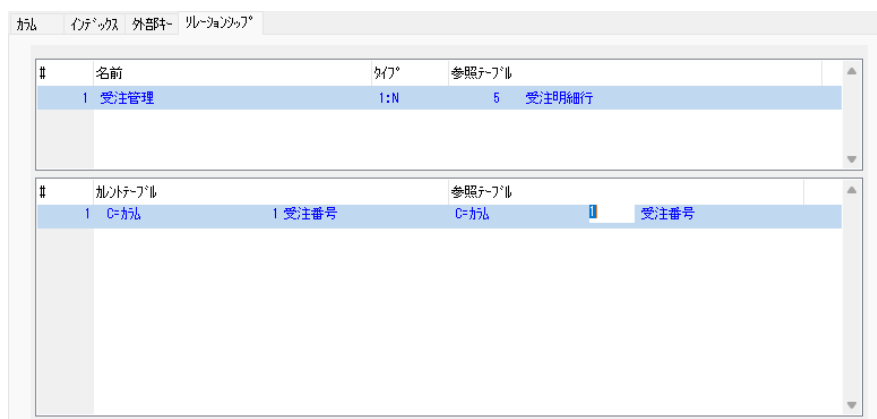 ｶﾗﾑ ｲﾝﾃﾞｯｸｽ 外部ｷｰ ﾘﾚｰｼｮﾝｼｯﾌﾟ
# 名前 ﾀｲﾌﾟ 参照ﾃｰﾌﾞﾙ
1 受注管理 1:N 5 受注明細行
# ｶﾚﾝﾄﾃｰﾌﾞﾙ 参照ﾃｰﾌﾞﾙ
1 C=ｶﾗﾑ 1 受注番号 C=ｶﾗﾑ 1 受注番号